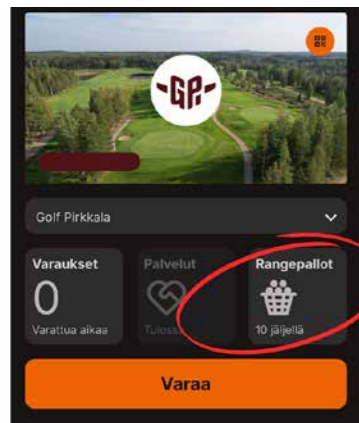 -GP.-
Golf Pirkkala
Varaukset
0
Varattua aikaa
Palvelut
Tulossa
Rangepallot
10 jäljellä
Varaa